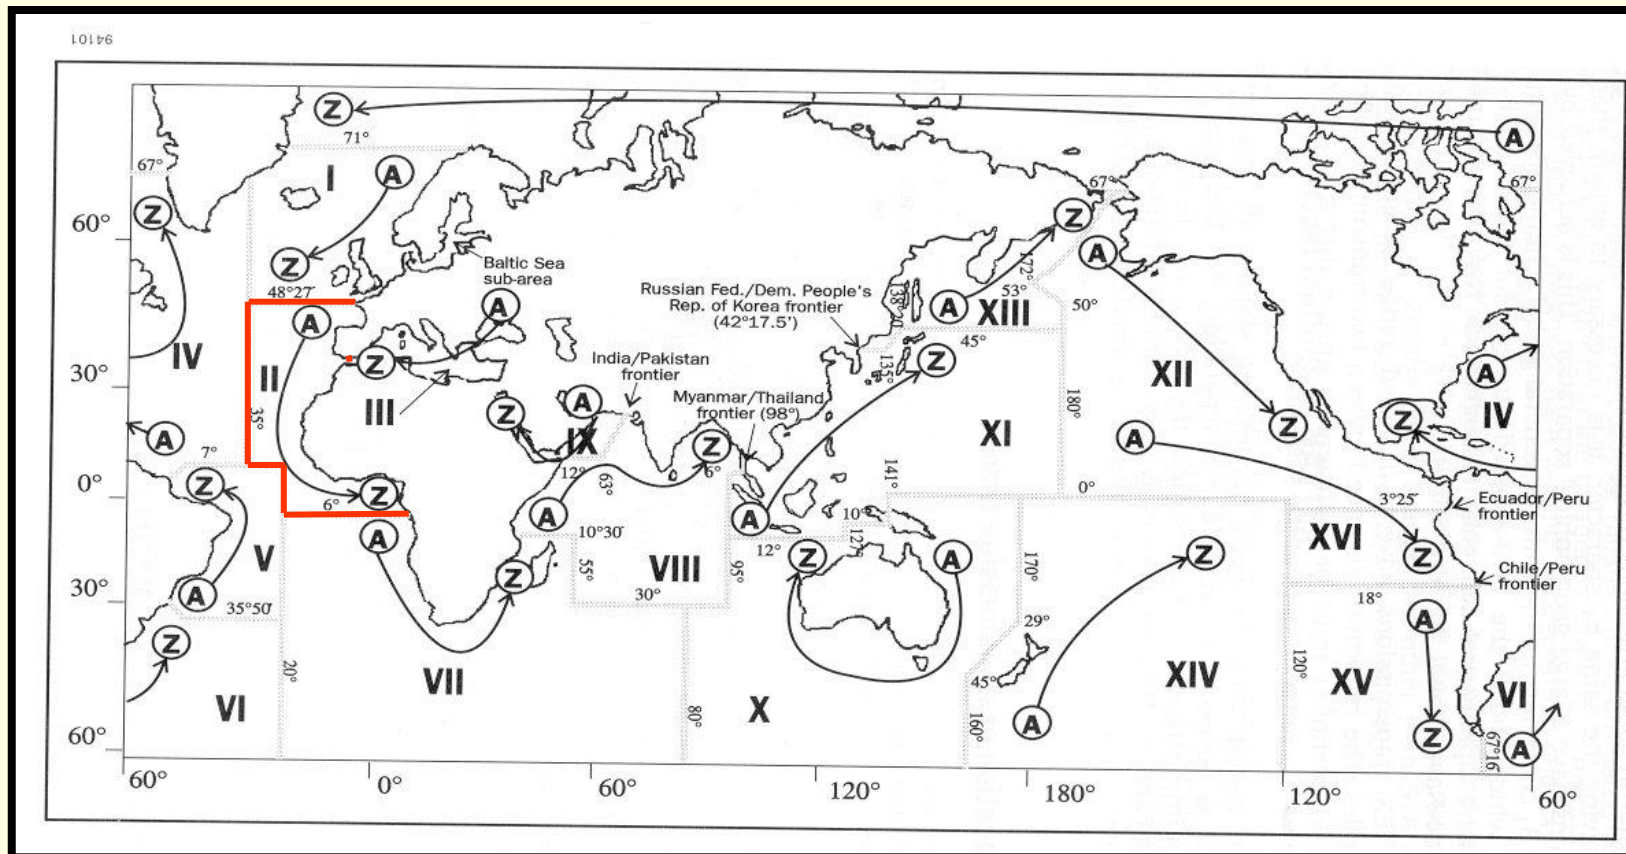 94101
Z
71°
A
67°
I
A
67°
67°
Z
60°
Z
A
Z
Baltic Sea
sub-area
Russian Fed./Dem. People's
Rep. of Korea frontier
(42°17.5')
138°20'
172°
53°
50°
48°27'
A
A
A
XIII
45°
IV
II
Z
India/Pakistan
frontier
135°
Z
XII
A
30°
35°
III
Z
A
Myanmar/Thailand
frontier (98°)
180°
Z
Z
IV
A
IX
Z
XI
A
7°
12°
63°
6°
141°
0°
Z
Z
6°
0°
3°25'
Ecuador/Peru
frontier
A
A
10°30'
A
10°
12°
127°
V
55°
VIII
95°
Z
A
170°
Z
XVI
Z
Chile/Peru
frontier
30°
A
35°50'
Z
30°
18°
Z
29°
A
20°
VII
45°
120°
XIV
XV
VI
VI
80°
X
160°
A
Z
A
67°16'
60°
60°
0°
60°
120°
180°
120°
60°